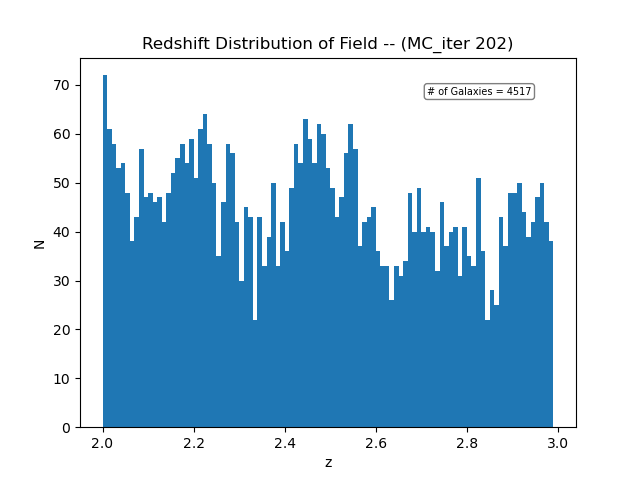 Redshift Distribution of Field -- (MC_iter 202)
# of Galaxies = 4517
70
60
50
40
30
20
10
0
N
2.0 2.2 2.4 2.6 2.8 3.0
z